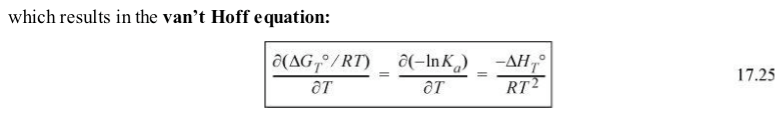 which results in the van't Hoff equation:
∂(ΔG_T°/RT)/∂T = ∂(-ln K_a)/∂T = -ΔH_T°/RT² 17.25